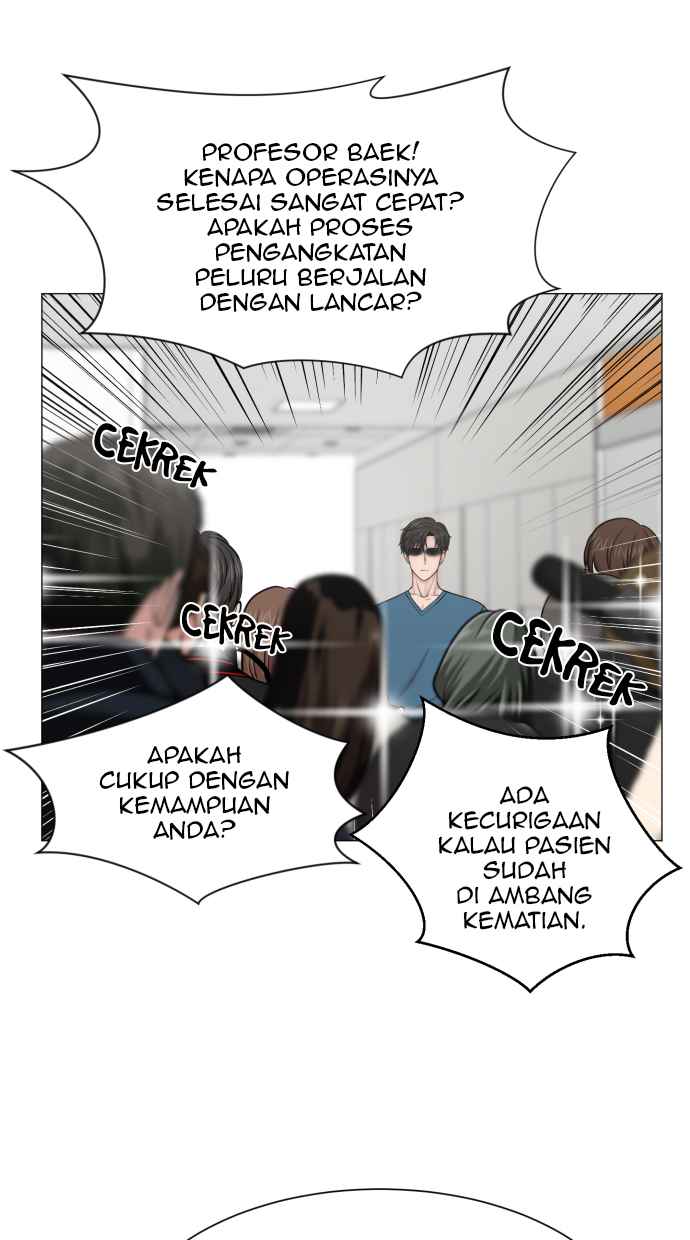 PROFESOR BAEK!
KENAPA OPERASINYA
SELESAI SANGAT CEPAT?
APAKAH PROSES
PENGANGKATAN
PELURU BERJALAN
DENGAN LANCAR?
CEKREK
CEKREK
CEKREK
APAKAH
CUKUP DENGAN
KEMAMPUAN
ANDA?
ADA
KECURIGAAN
KALAU PASIEN
SUDAH
DI AMBANG
KEMATIAN.